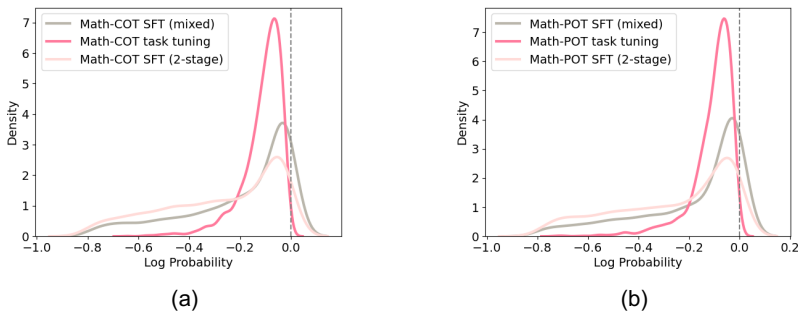 Math-COT SFT (mixed)
Math-COT task tuning
Math-COT SFT (2-stage)
Density
7
6
5
4
3
2
1
0
−1.0 −0.8 −0.6 −0.4 −0.2 0.0
Log Probability
(a)
Math-POT SFT (mixed)
Math-POT task tuning
Math-POT SFT (2-stage)
Density
7
6
5
4
3
2
1
0
−1.0 −0.8 −0.6 −0.4 −0.2 0.0 0.2
Log Probability
(b)